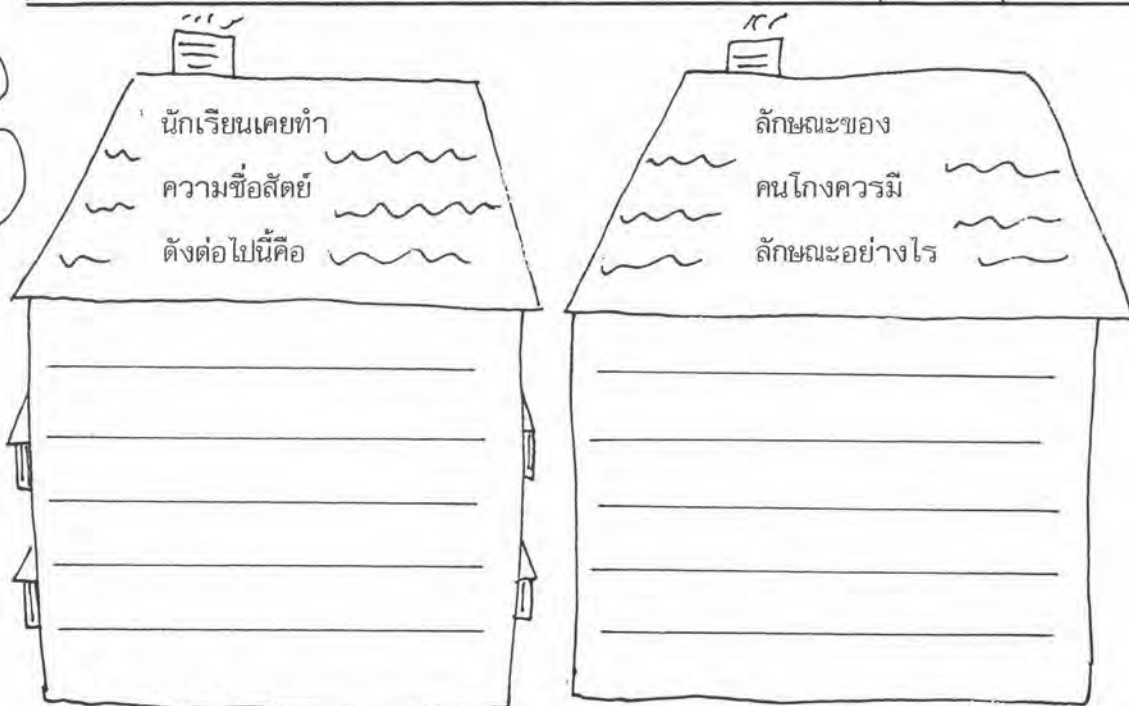 นักเรียนเคยทำ
ความซื่อสัตย์
ดังต่อไปนี้คือ
ลักษณะของ
คนโกงควรมี
ลักษณะอย่างไร